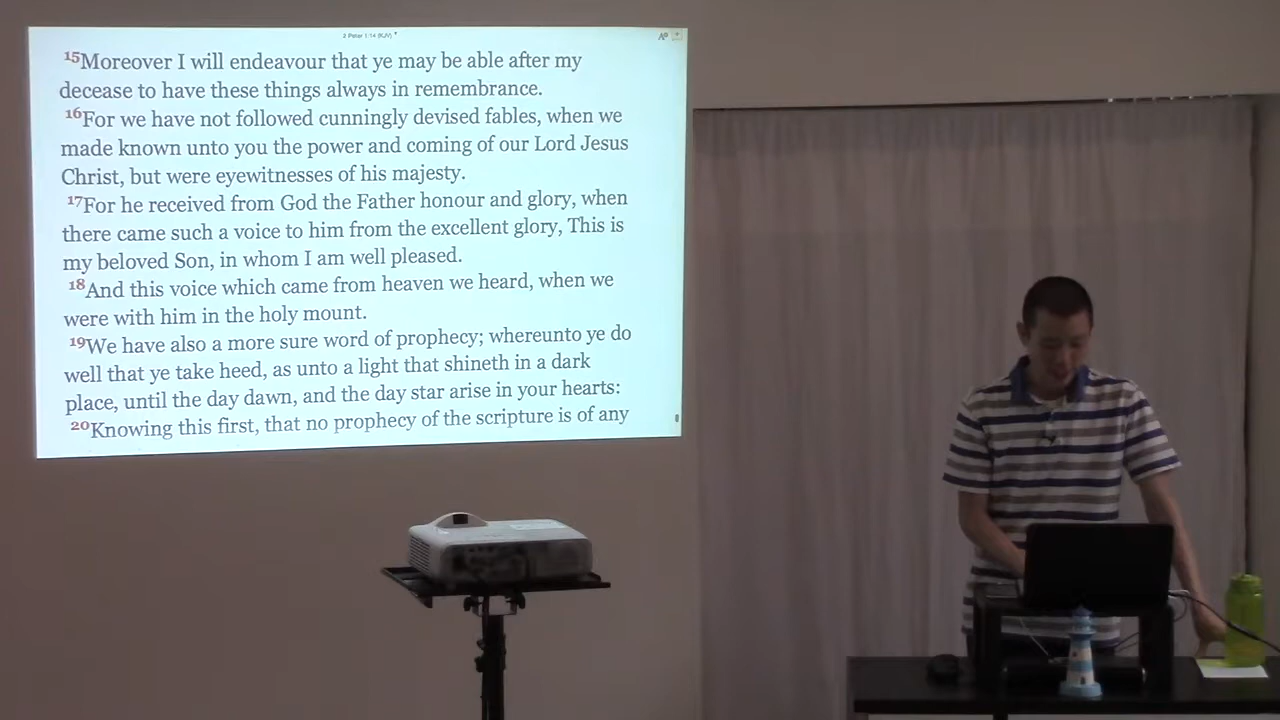 2 Peter 1:14 (KJV)
15Moreover I will endeavour that ye may be able after my
decease to have these things always in remembrance.
16For we have not followed cunningly devised fables, when we
made known unto you the power and coming of our Lord Jesus
Christ, but were eyewitnesses of his majesty.
17For he received from God the Father honour and glory, when
there came such a voice to him from the excellent glory, This is
my beloved Son, in whom I am well pleased.
18And this voice which came from heaven we heard, when we
were with him in the holy mount.
19We have also a more sure word of prophecy; whereunto ye do
well that ye take heed, as unto a light that shineth in a dark
place, until the day dawn, and the day star arise in your hearts:
20Knowing this first, that no prophecy of the scripture is of any